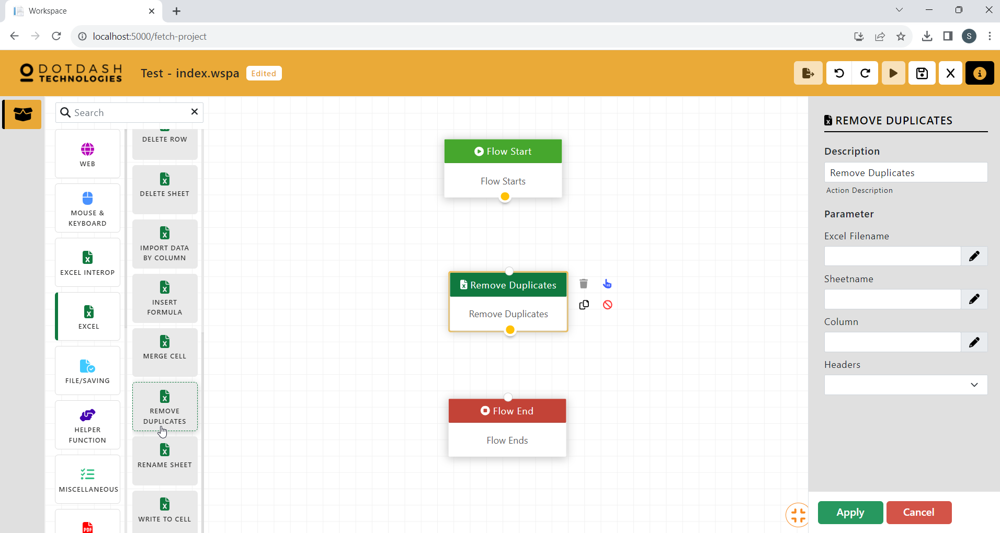 Workspace
localhost:5000/fetch-project
DOTDASH
TECHNOLOGIES
Test - index.wspa
Edited
Search
WEB
MOUSE &
KEYBOARD
EXCEL INTEROP
EXCEL
FILE/SAVING
HELPER
FUNCTION
MISCELLANEOUS
PDF
DELETE ROW
DELETE SHEET
IMPORT DATA
BY COLUMN
INSERT
FORMULA
MERGE CELL
REMOVE
DUPLICATES
RENAME SHEET
WRITE TO CELL
Flow Start
Flow Starts
Remove Duplicates
Remove Duplicates
Flow End
Flow Ends
REMOVE DUPLICATES
Description
Remove Duplicates
Action Description
Parameter
Excel Filename
Sheetname
Column
Headers
Apply
Cancel
S